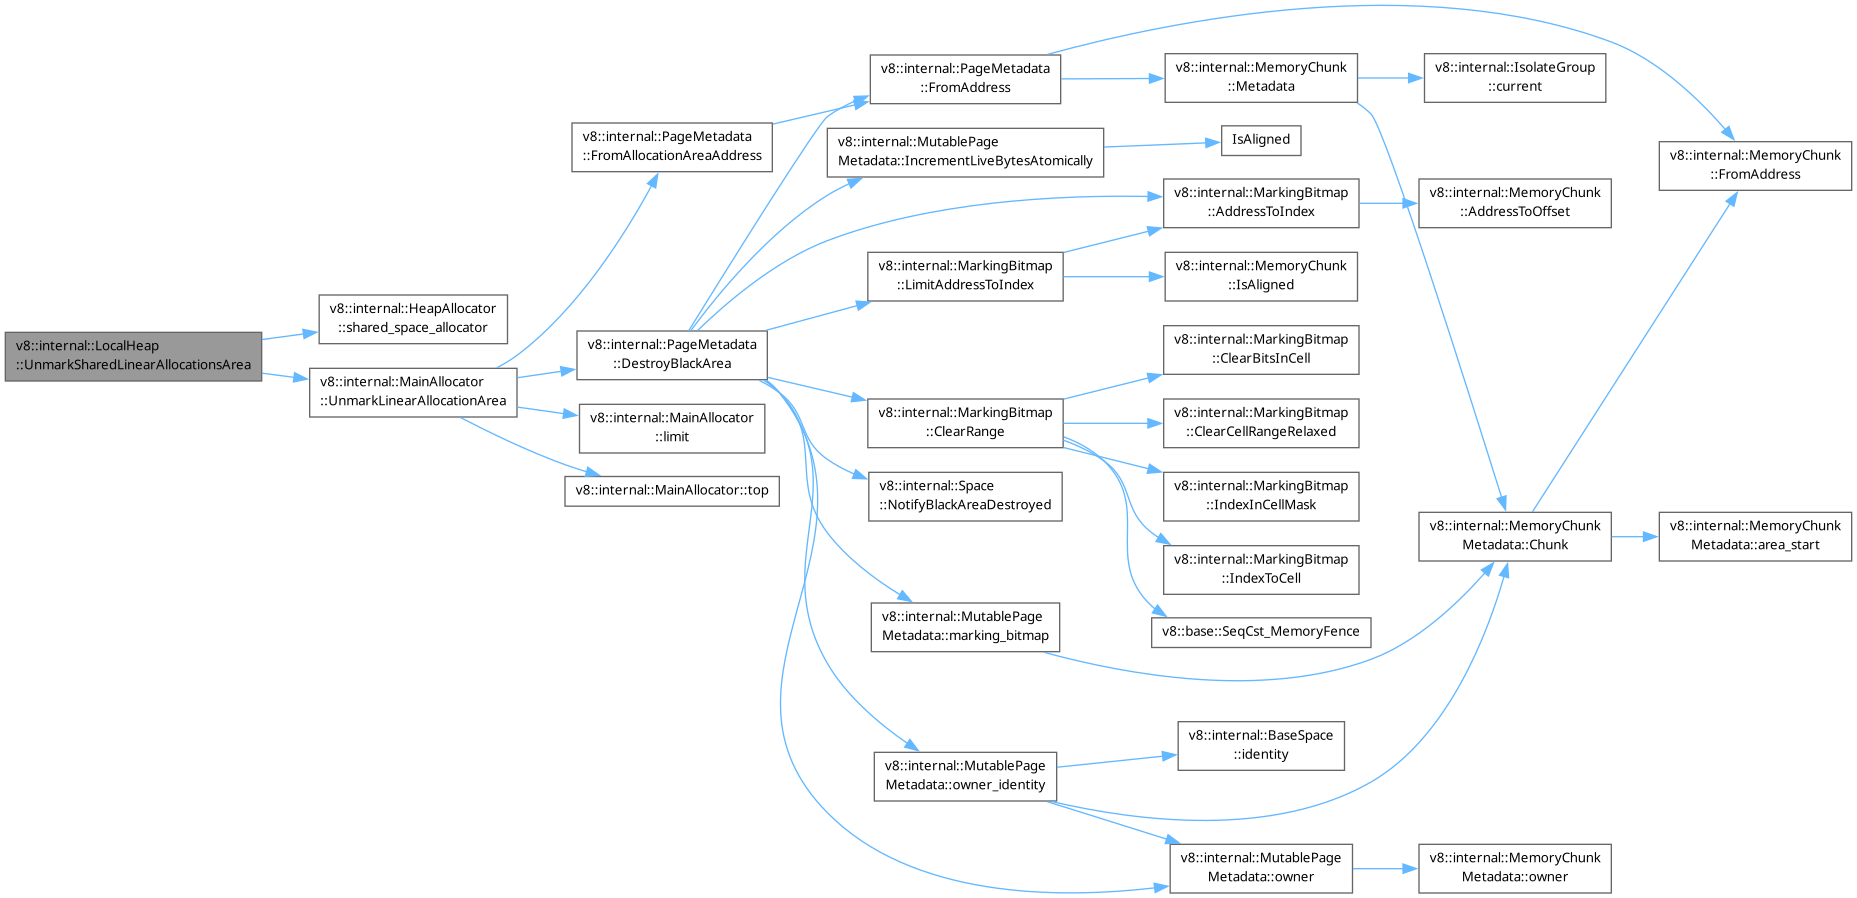 v8::internal::LocalHeap
::UnmarkSharedLinearAllocationsArea
v8::internal::HeapAllocator
::shared_space_allocator
v8::internal::MainAllocator
::UnmarkLinearAllocationArea
v8::internal::PageMetadata
::FromAllocationAreaAddress
v8::internal::PageMetadata
::DestroyBlackArea
v8::internal::MainAllocator
::limit
v8::internal::MainAllocator::top
v8::internal::PageMetadata
::FromAddress
v8::internal::MutablePage
Metadata::IncrementLiveBytesAtomically
v8::internal::MarkingBitmap
::LimitAddressToIndex
v8::internal::MarkingBitmap
::ClearRange
v8::internal::Space
::NotifyBlackAreaDestroyed
v8::internal::MutablePage
Metadata::marking_bitmap
v8::internal::MutablePage
Metadata::owner_identity
v8::internal::MemoryChunk
::Metadata
IsAligned
v8::internal::MarkingBitmap
::AddressToIndex
v8::internal::MemoryChunk
::IsAligned
v8::internal::MarkingBitmap
::ClearBitsInCell
v8::internal::MarkingBitmap
::ClearCellRangeRelaxed
v8::internal::MarkingBitmap
::IndexInCellMask
v8::internal::MarkingBitmap
::IndexToCell
v8::base::SeqCst_MemoryFence
v8::internal::BaseSpace
::identity
v8::internal::MutablePage
Metadata::owner
v8::internal::IsolateGroup
::current
v8::internal::MemoryChunk
::AddressToOffset
v8::internal::MemoryChunk
Metadata::Chunk
v8::internal::MemoryChunk
Metadata::owner
v8::internal::MemoryChunk
::FromAddress
v8::internal::MemoryChunk
Metadata::area_start